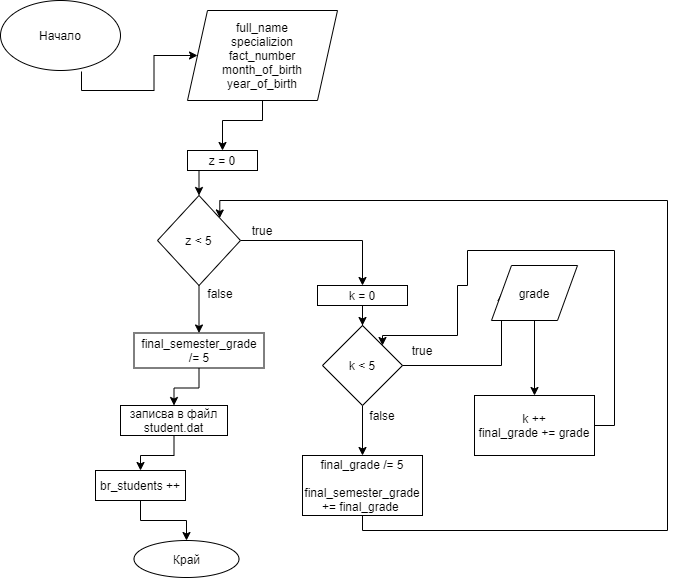 Начало
full_name
specializion
fact_number
month_of_birth
year_of_birth
z = 0
z < 5
true
false
k = 0
grade
final_semester_grade
/= 5
k < 5
true
false
записва в файл
student.dat
k ++
final_grade += grade
br_students ++
final_grade /= 5
final_semester_grade
+= final_grade
Край